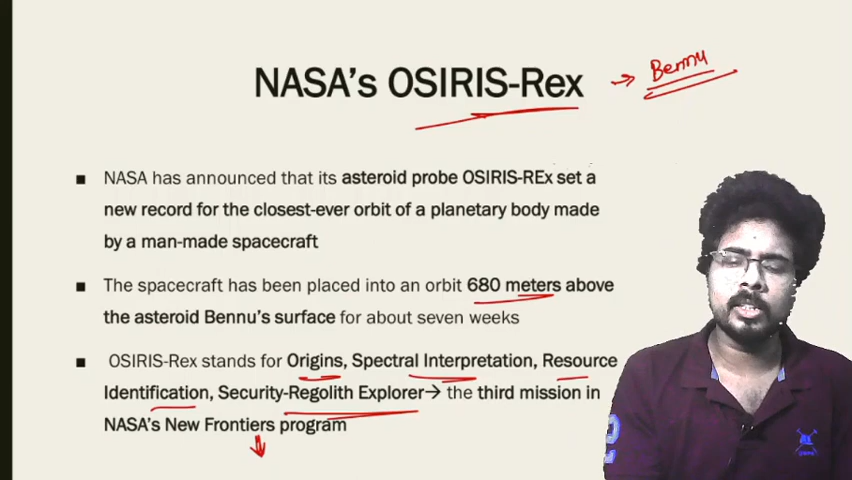 NASA's OSIRIS-Rex → Bennu
▪ NASA has announced that its asteroid probe OSIRIS-REx set a
new record for the closest-ever orbit of a planetary body made
by a man-made spacecraft
▪ The spacecraft has been placed into an orbit 680 meters above
the asteroid Bennu's surface for about seven weeks
▪ OSIRIS-Rex stands for Origins, Spectral Interpretation, Resource
Identification, Security-Regolith Explorer→ the third mission in
NASA's New Frontiers program
2